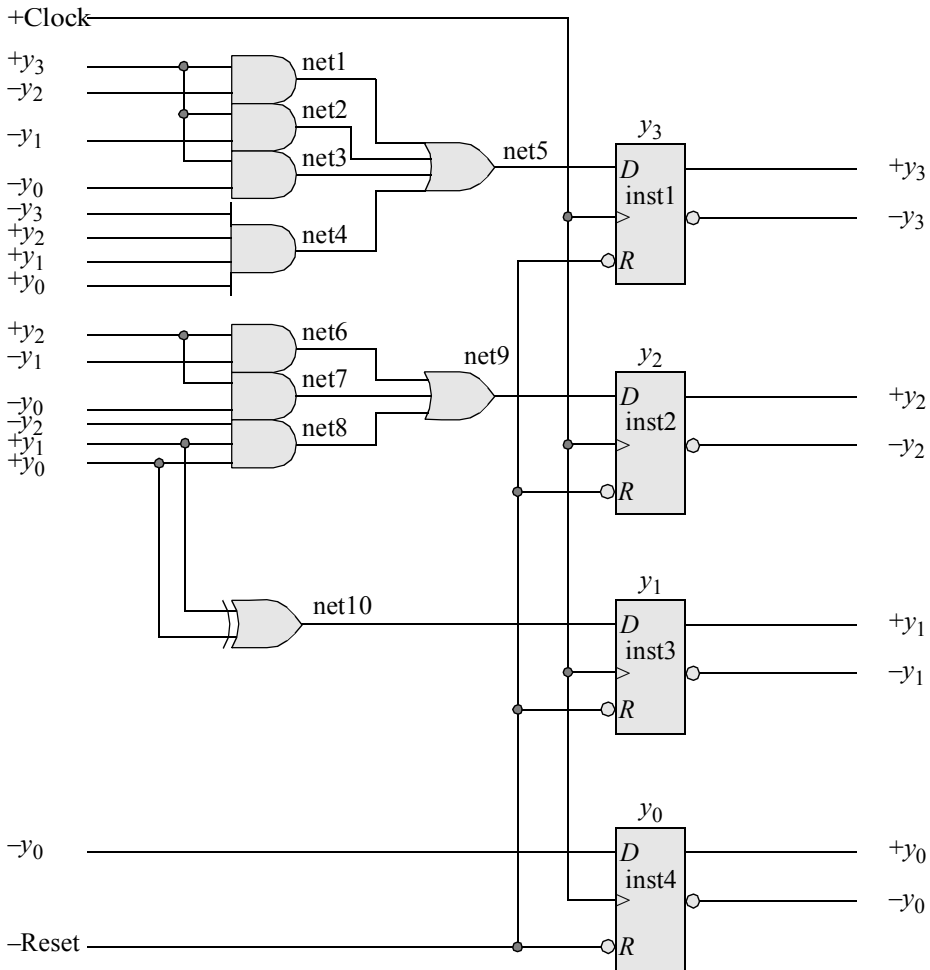 +Clock
+y3
−y2
−y1
−y0
−y3
+y2
+y1
+y0
net1
net2
net3
net4
net5
y3
D
inst1
R
+y3
−y3
+y2
−y1
−y0
−y2
+y1
+y0
net6
net7
net8
net9
y2
D
inst2
R
+y2
−y2
net10
y1
D
inst3
R
+y1
−y1
−y0
y0
D
inst4
R
+y0
−y0
−Reset